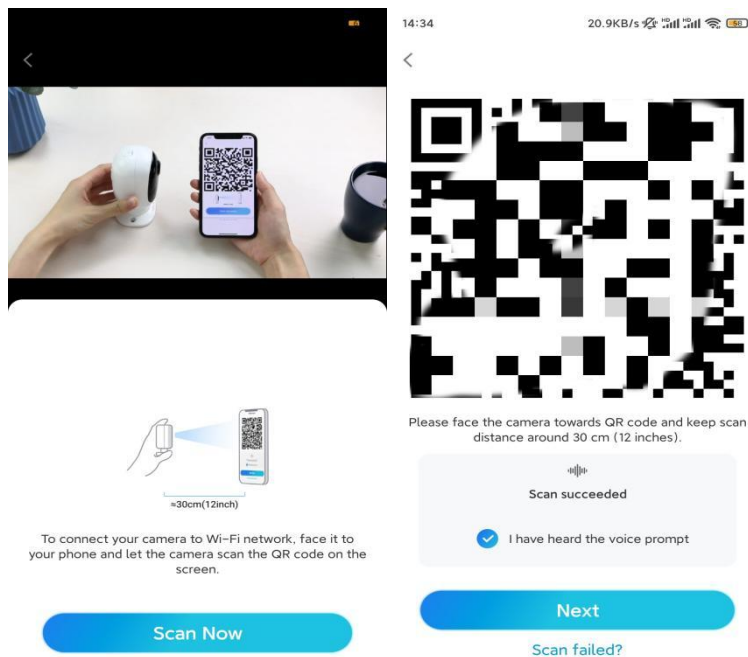 ≈30cm(12inch)
To connect your camera to Wi-Fi network, face it to
your phone and let the camera scan the QR code on the
screen.
Scan Now
14:34
20.9KB/s
HD
HD
58
Please face the camera towards QR code and keep scan
distance around 30 cm (12 inches).
Scan succeeded
I have heard the voice prompt
Next
Scan failed?